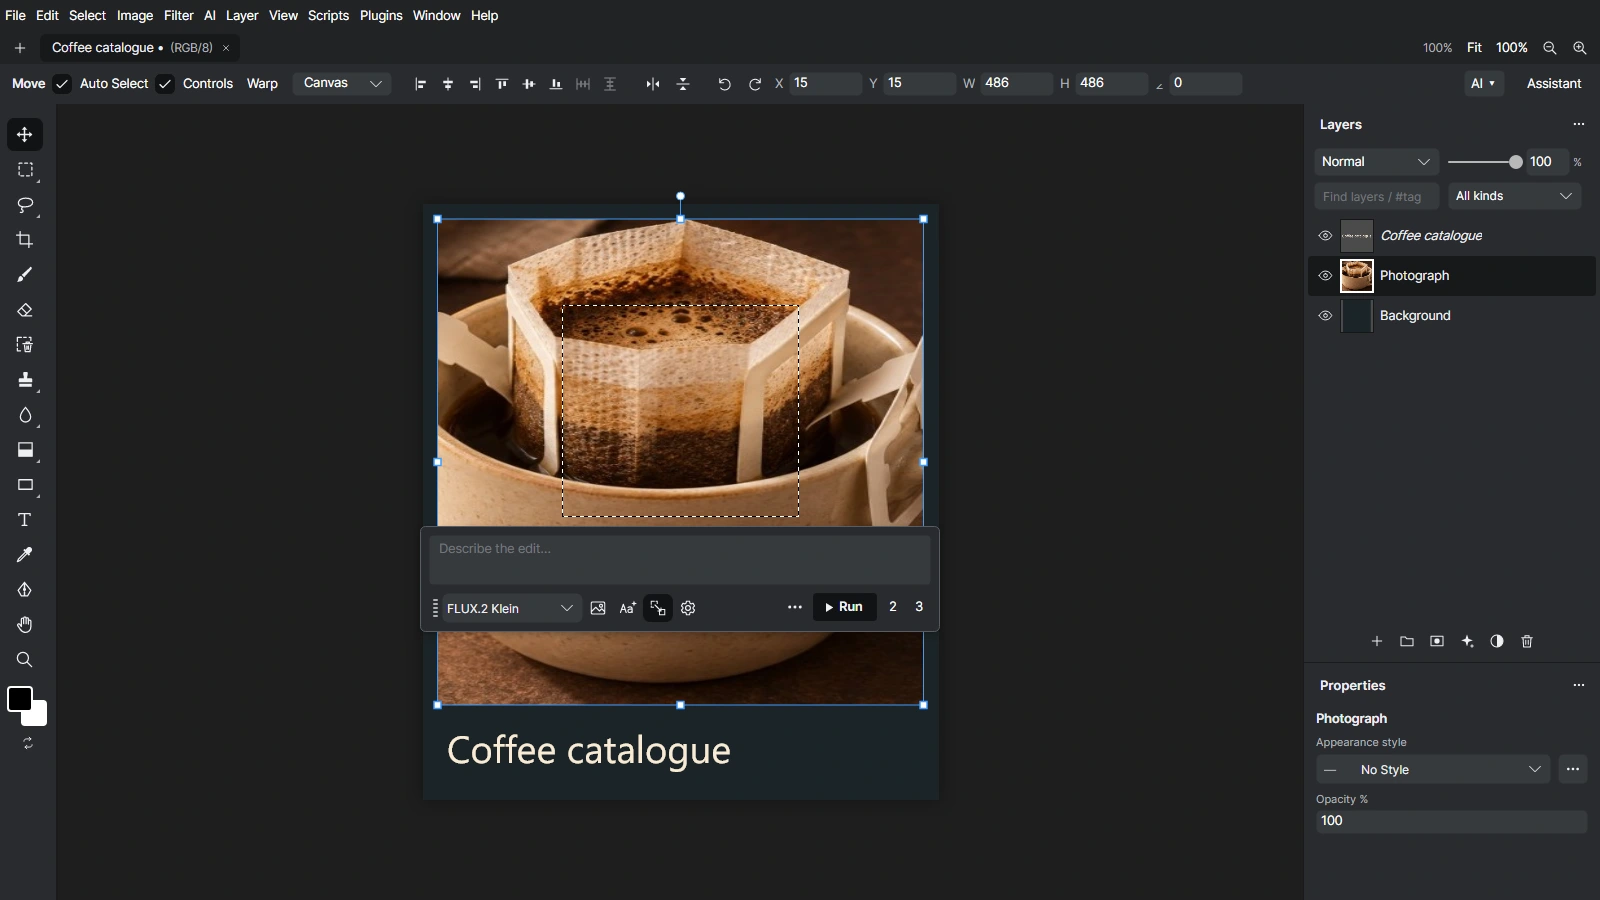 File Edit Select Image Filter AI Layer View Scripts Plugins Window Help
Coffee catalogue • (RGB/8) ×
100% Fit 100%
Move Auto Select Controls Warp Canvas X 15 Y 15 W 486 H 486 0 AI Assistant
Layers
Normal 100 %
Find layers / #tag All kinds
Coffee catalogue
Photograph
Background
Describe the edit...
FLUX.2 Klein Aa Run 2 3
Coffee catalogue
Properties
Photograph
Appearance style
No Style
Opacity %
100